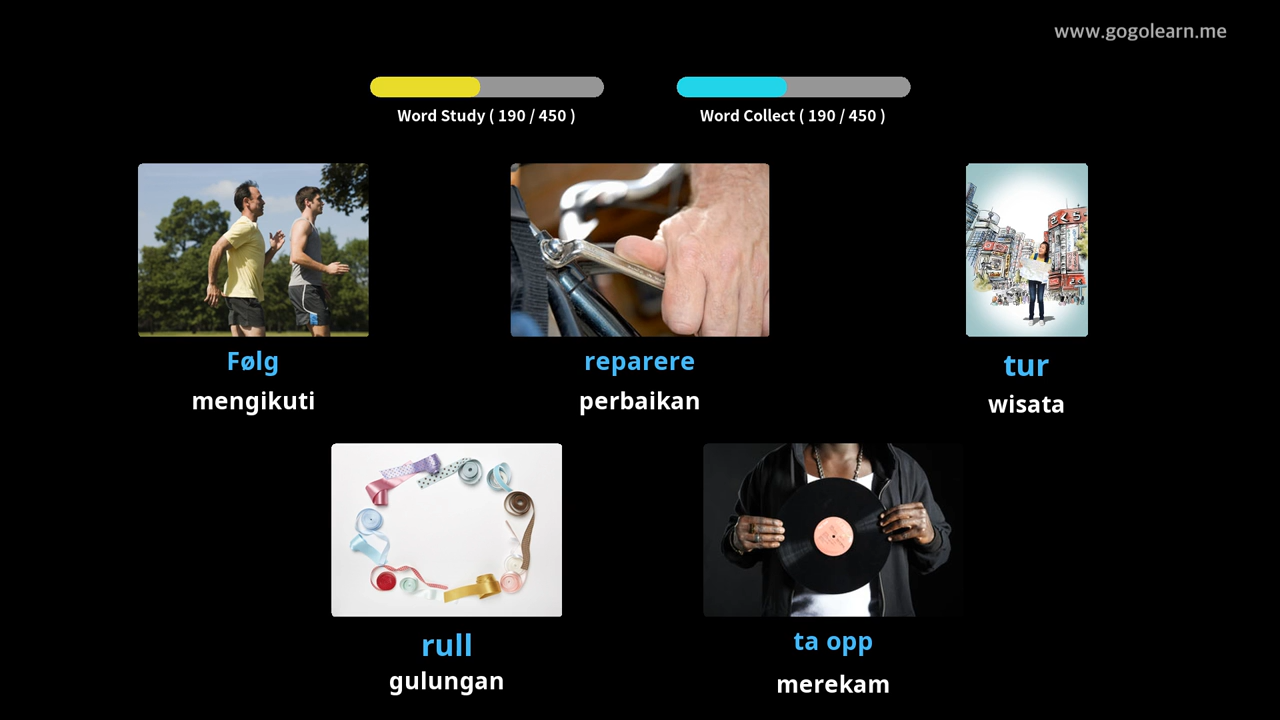 www.gogolearn.me
Word Study ( 190 / 450 )
Word Collect ( 190 / 450 )
Følg
mengikuti
reparere
perbaikan
tur
wisata
rull
gulungan
ta opp
merekam